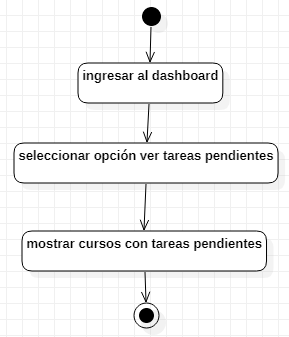 ingresar al dashboard
seleccionar opción ver tareas pendientes
mostrar cursos con tareas pendientes